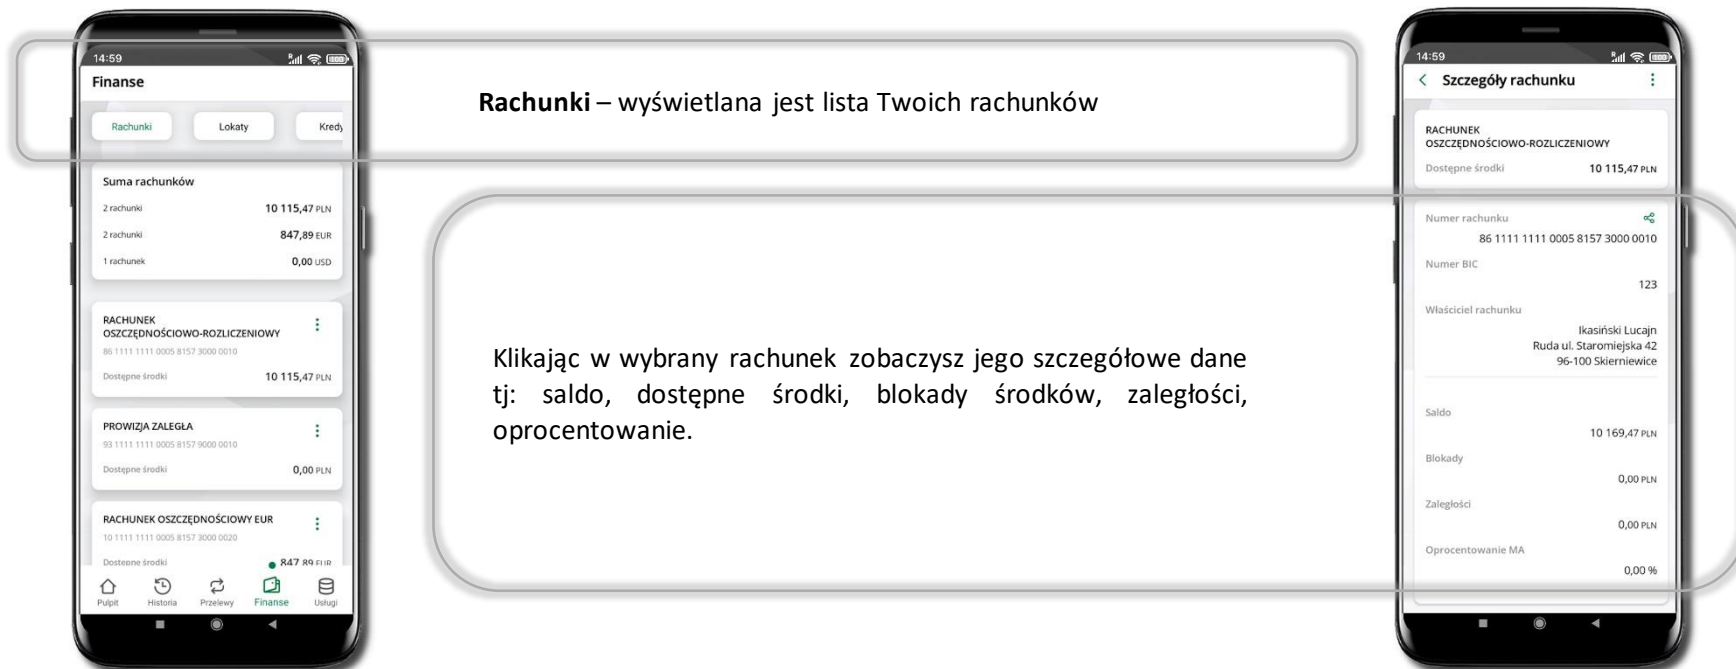 14:59
Finanse
Rachunki Lokaty Kredy
Suma rachunków
2 rachunki 10 115,47 PLN
2 rachunki 847,89 EUR
1 rachunek 0,00 USD
RACHUNEK
OSZCZĘDNOŚCIOWO-ROZLICZENIOWY
86 1111 1111 0005 8157 3000 0010
Dostępne środki 10 115,47 PLN
PROWIZJA ZALEGŁA
93 1111 1111 0005 8157 9000 0010
Dostępne środki 0,00 PLN
RACHUNEK OSZCZĘDNOŚCIOWY EUR
10 1111 1111 0005 8157 3000 0020
Dostępne środki 847,89 EUR
Pulpit Historia Przelewy Finanse Usługi
Rachunki – wyświetlana jest lista Twoich rachunków
Klikając w wybrany rachunek zobaczysz jego szczegółowe dane
tj: saldo, dostępne środki, blokady środków, zaległości,
oprocentowanie.
14:59
Szczegóły rachunku
RACHUNEK
OSZCZĘDNOŚCIOWO-ROZLICZENIOWY
Dostępne środki 10 115,47 PLN
Numer rachunku
86 1111 1111 0005 8157 3000 0010
Numer BIC
123
Właściciel rachunku
Ikasiński Lucajn
Ruda ul. Staromiejska 42
96-100 Skierniewice
Saldo
10 169,47 PLN
Blokady
0,00 PLN
Zaległości
0,00 PLN
Oprocentowanie MA
0,00 %